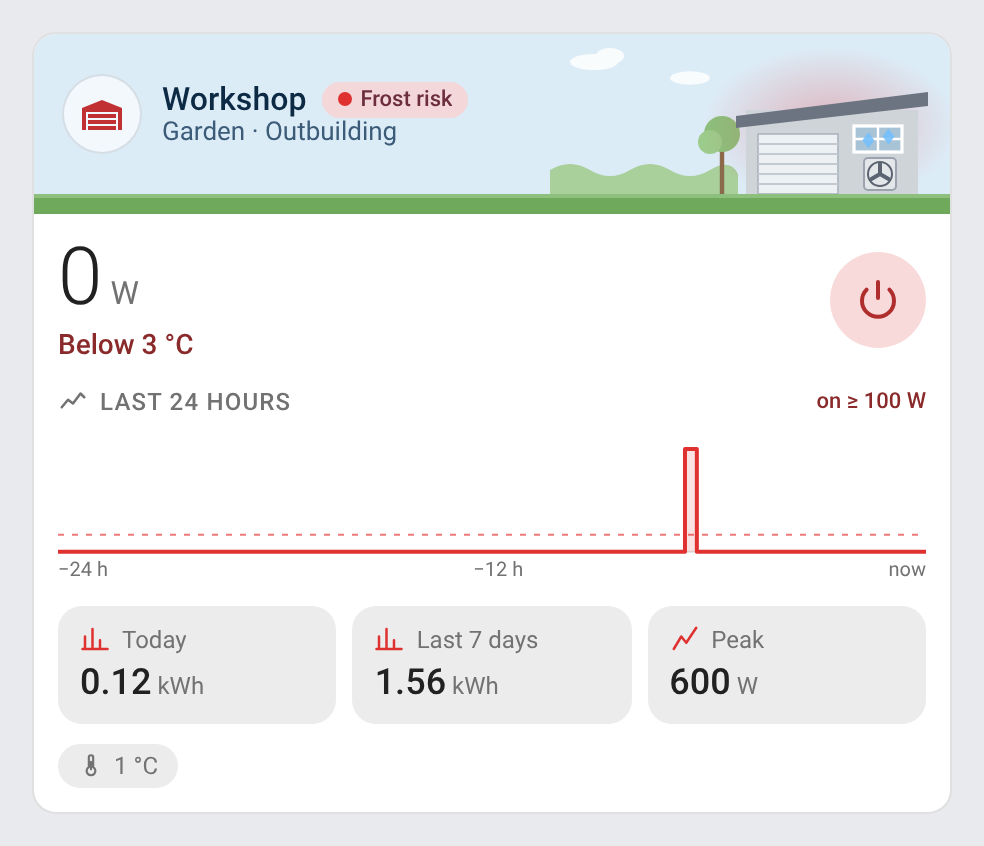 Workshop
Frost risk
Garden · Outbuilding
0 W
Below 3 °C
LAST 24 HOURS
on ≥ 100 W
−24 h
−12 h
now
Today
0.12 kWh
Last 7 days
1.56 kWh
Peak
600 W
1 °C